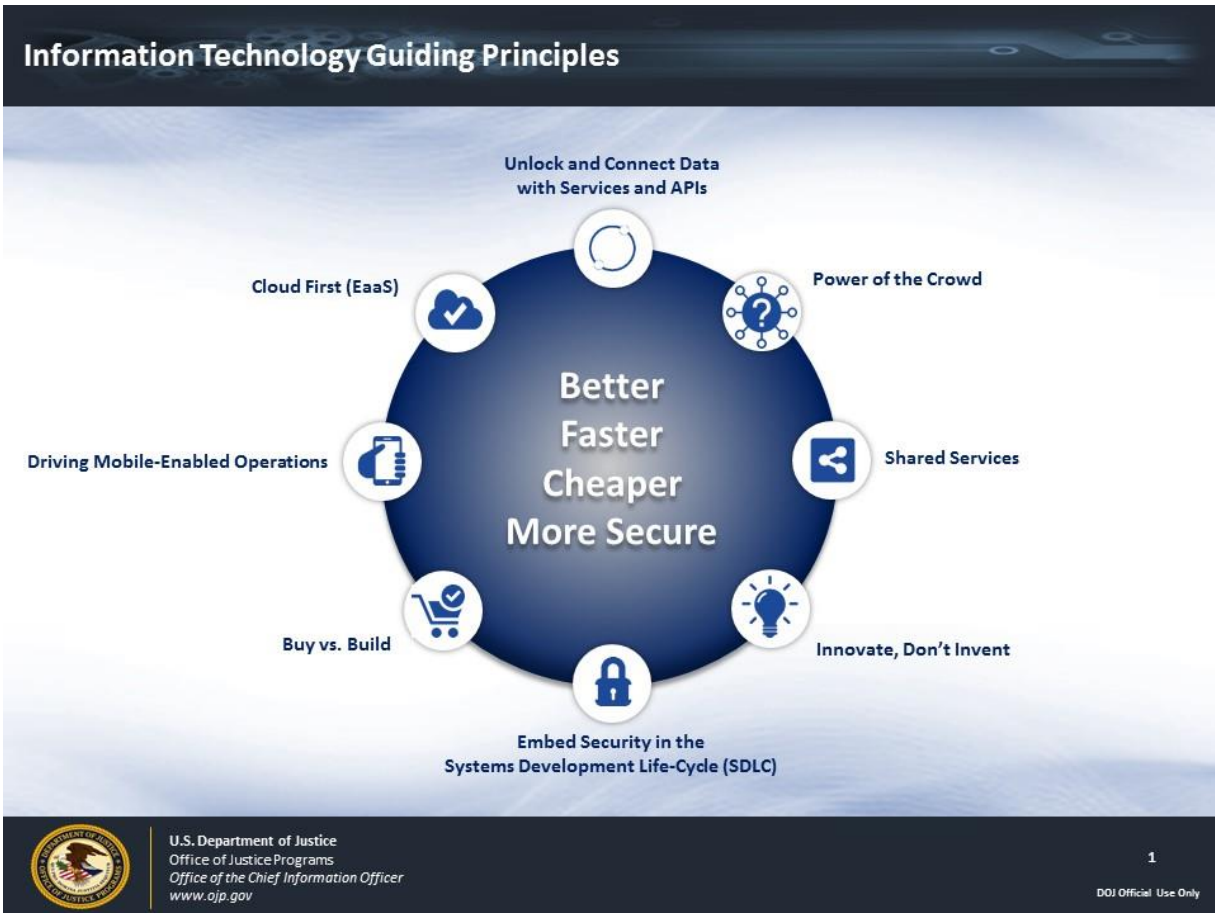 Information Technology Guiding Principles
Unlock and Connect Data
with Services and APIs
Cloud First (EaaS)
Power of the Crowd
?
Better
Faster
Cheaper
More Secure
Driving Mobile-Enabled Operations
Shared Services
Buy vs. Build
Innovate, Don't Invent
Embed Security in the
Systems Development Life-Cycle (SDLC)
U.S. Department of Justice
Office of Justice Programs
Office of the Chief Information Officer
www.ojp.gov
1
DOJ Official Use Only